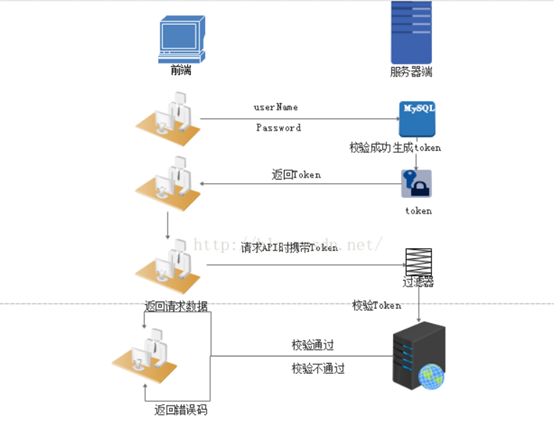 前端
服务器端
userName
Password
MySQL
校验成功生成token
返回Token
token
http://blog.csdn.net/
请求API时携带Token
过滤器
返回请求数据
校验Token
校验通过
校验不通过
返回错误码